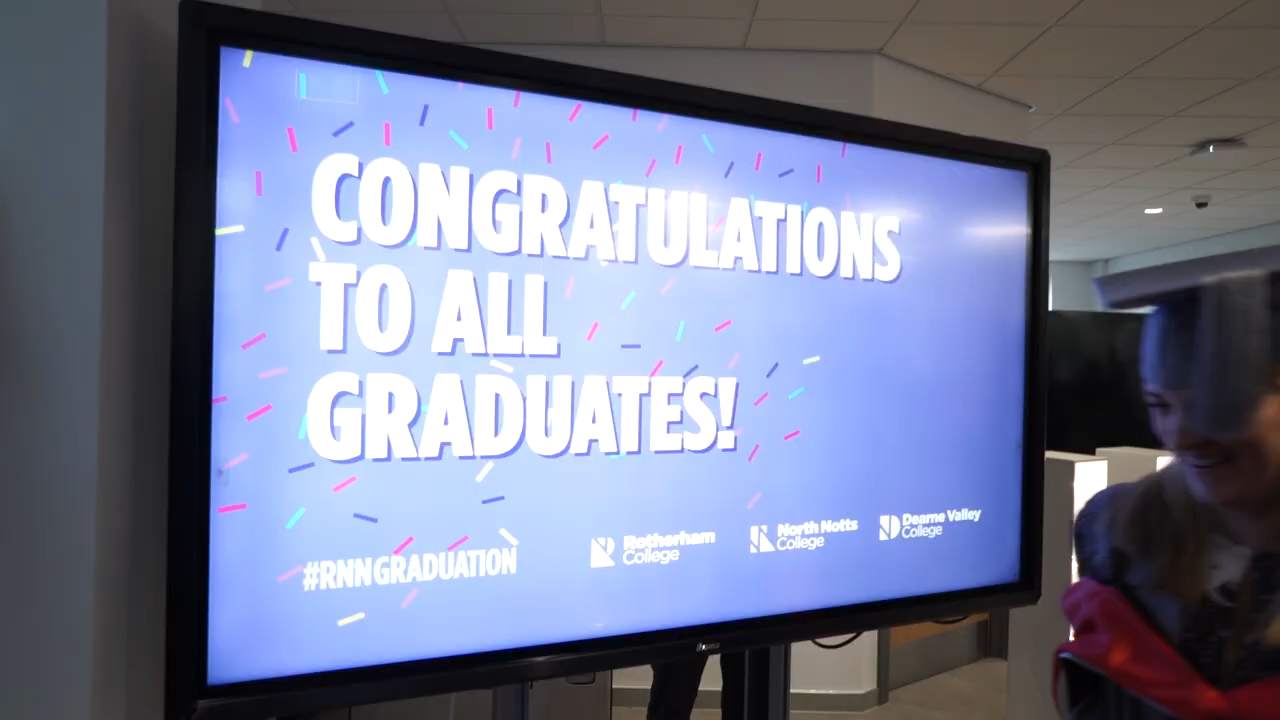 CONGRATULATIONS
TO ALL
GRADUATES!
#RNNGRADUATION
Rotherham
College
North Notts
College
Dearne Valley
College